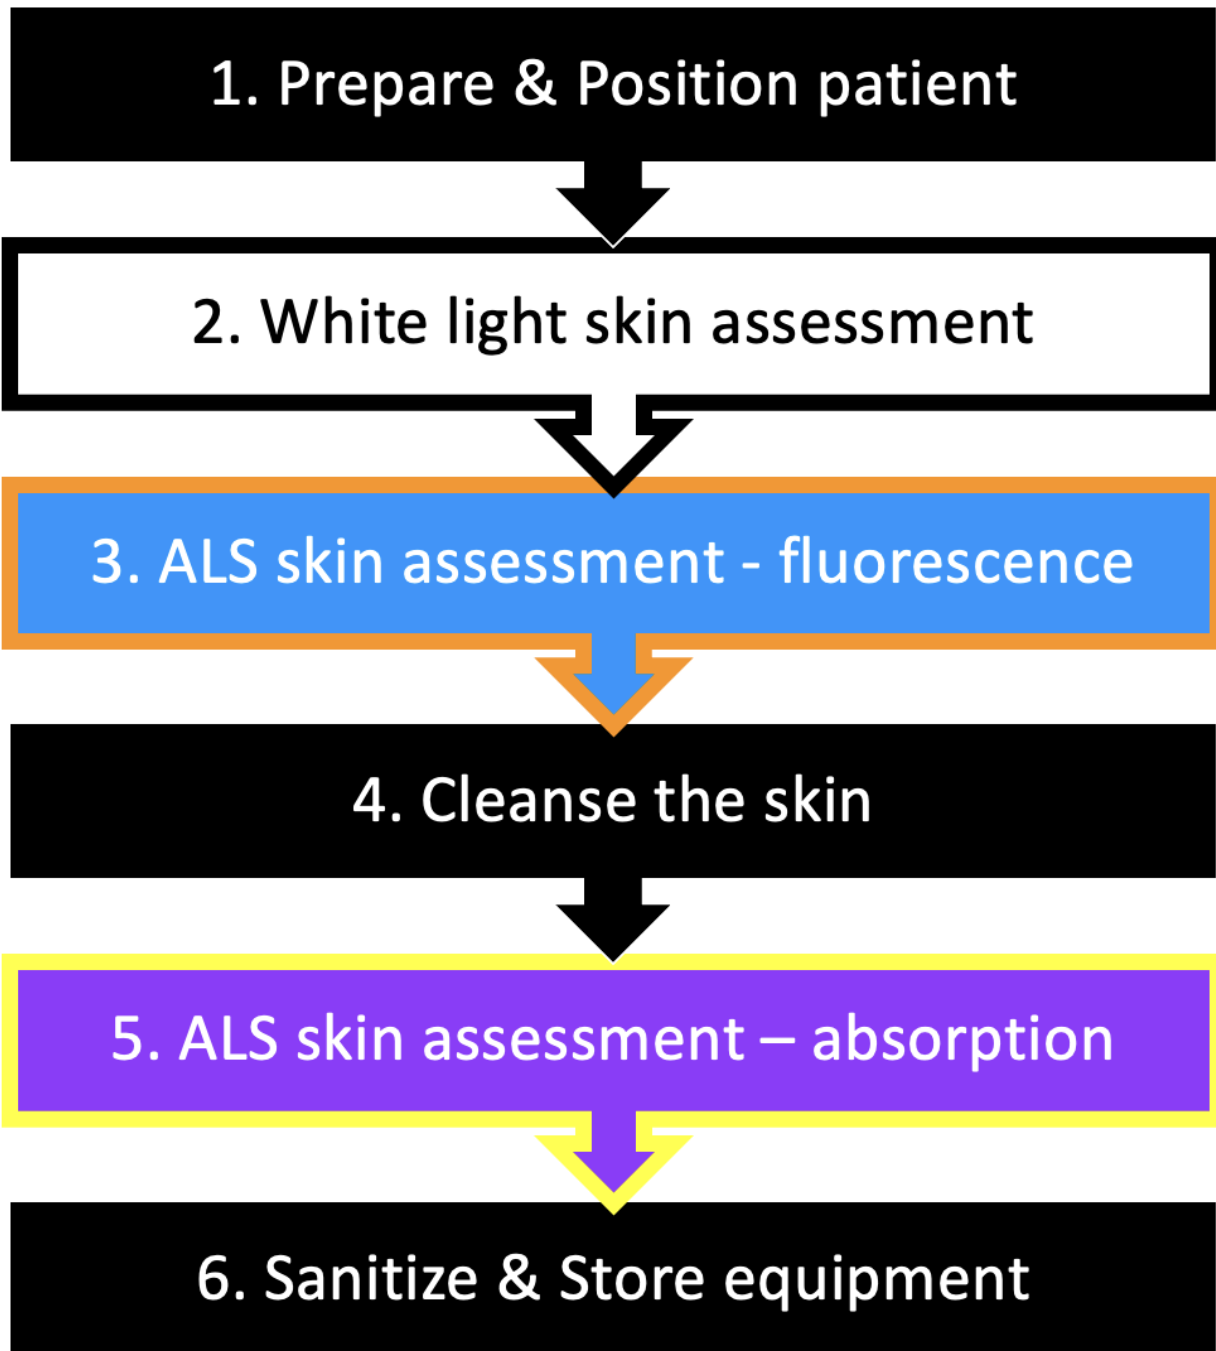 1. Prepare & Position patient
2. White light skin assessment
3. ALS skin assessment - fluorescence
4. Cleanse the skin
5. ALS skin assessment – absorption
6. Sanitize & Store equipment